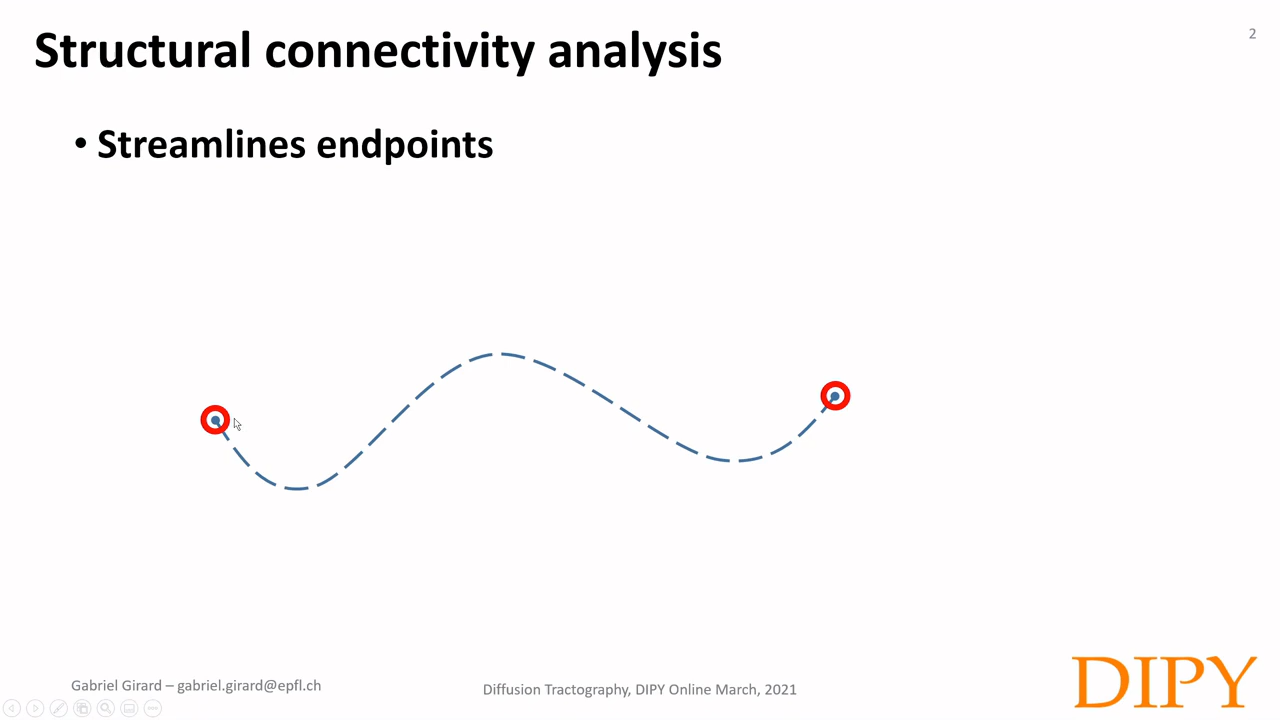 Structural connectivity analysis
2
• Streamlines endpoints
Gabriel Girard – gabriel.girard@epfl.ch
Diffusion Tractography, DIPY Online March, 2021
DIPY